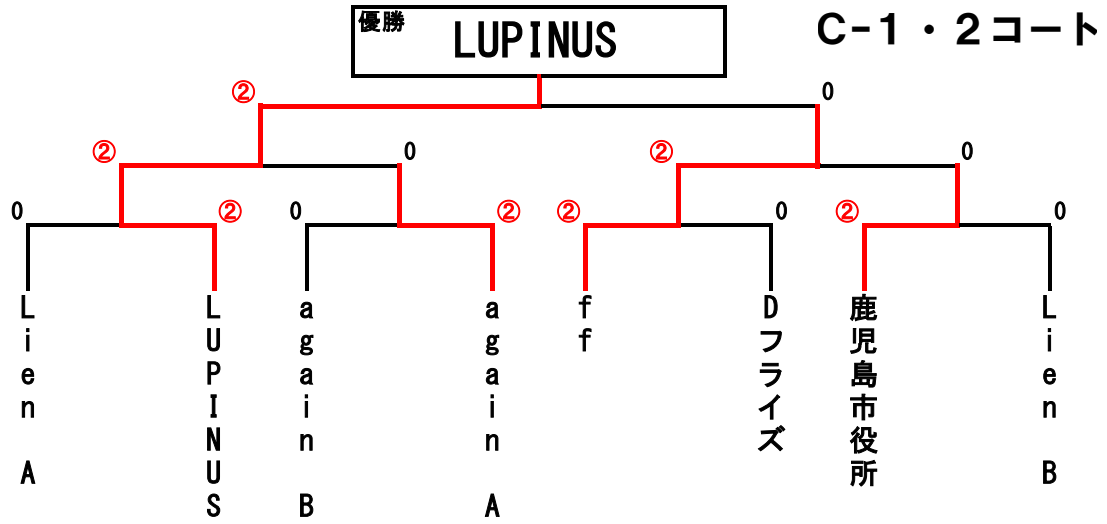 優勝
LUPINUS
C-1・2コート
② 0
② 0 ② 0
0 ② 0 ② ② 0 ② 0
Lien A
LUPINUS
again B
again A
ff
Dフライズ
鹿児島市役所
Lien B